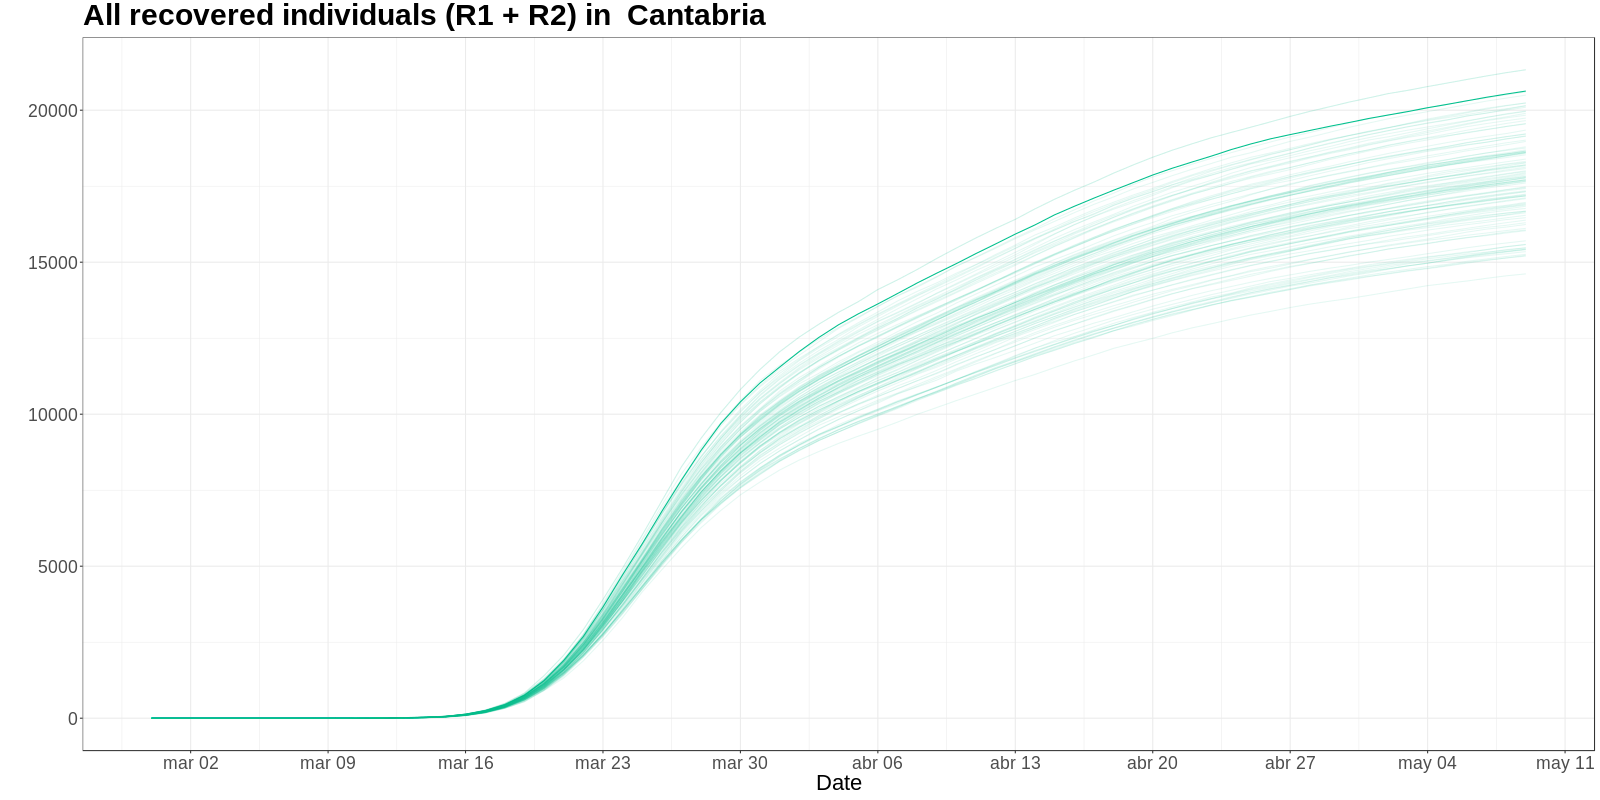 All recovered individuals (R1 + R2) in  Cantabria
20000
15000
10000
5000
0
mar 02 mar 09 mar 16 mar 23 mar 30 abr 06 abr 13 abr 20 abr 27 may 04 may 11
Date